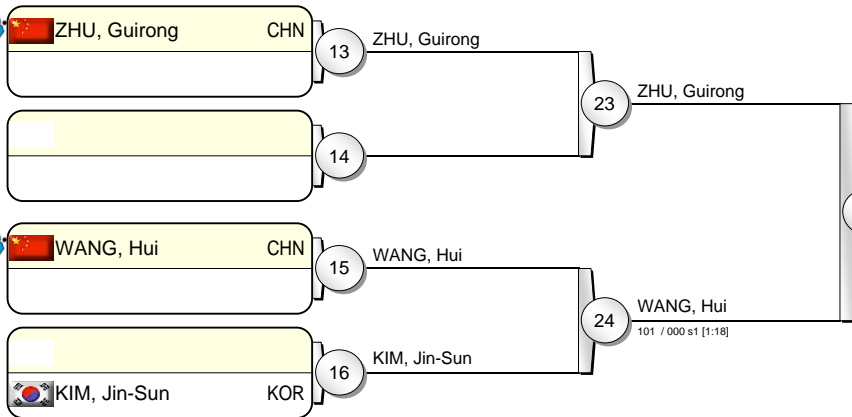 ZHU, Guirong CHN
13
ZHU, Guirong
23
ZHU, Guirong
14
WANG, Hui CHN
15
WANG, Hui
24
WANG, Hui
101 / 000 s1 [1:18]
16
KIM, Jin-Sun
KIM, Jin-Sun KOR